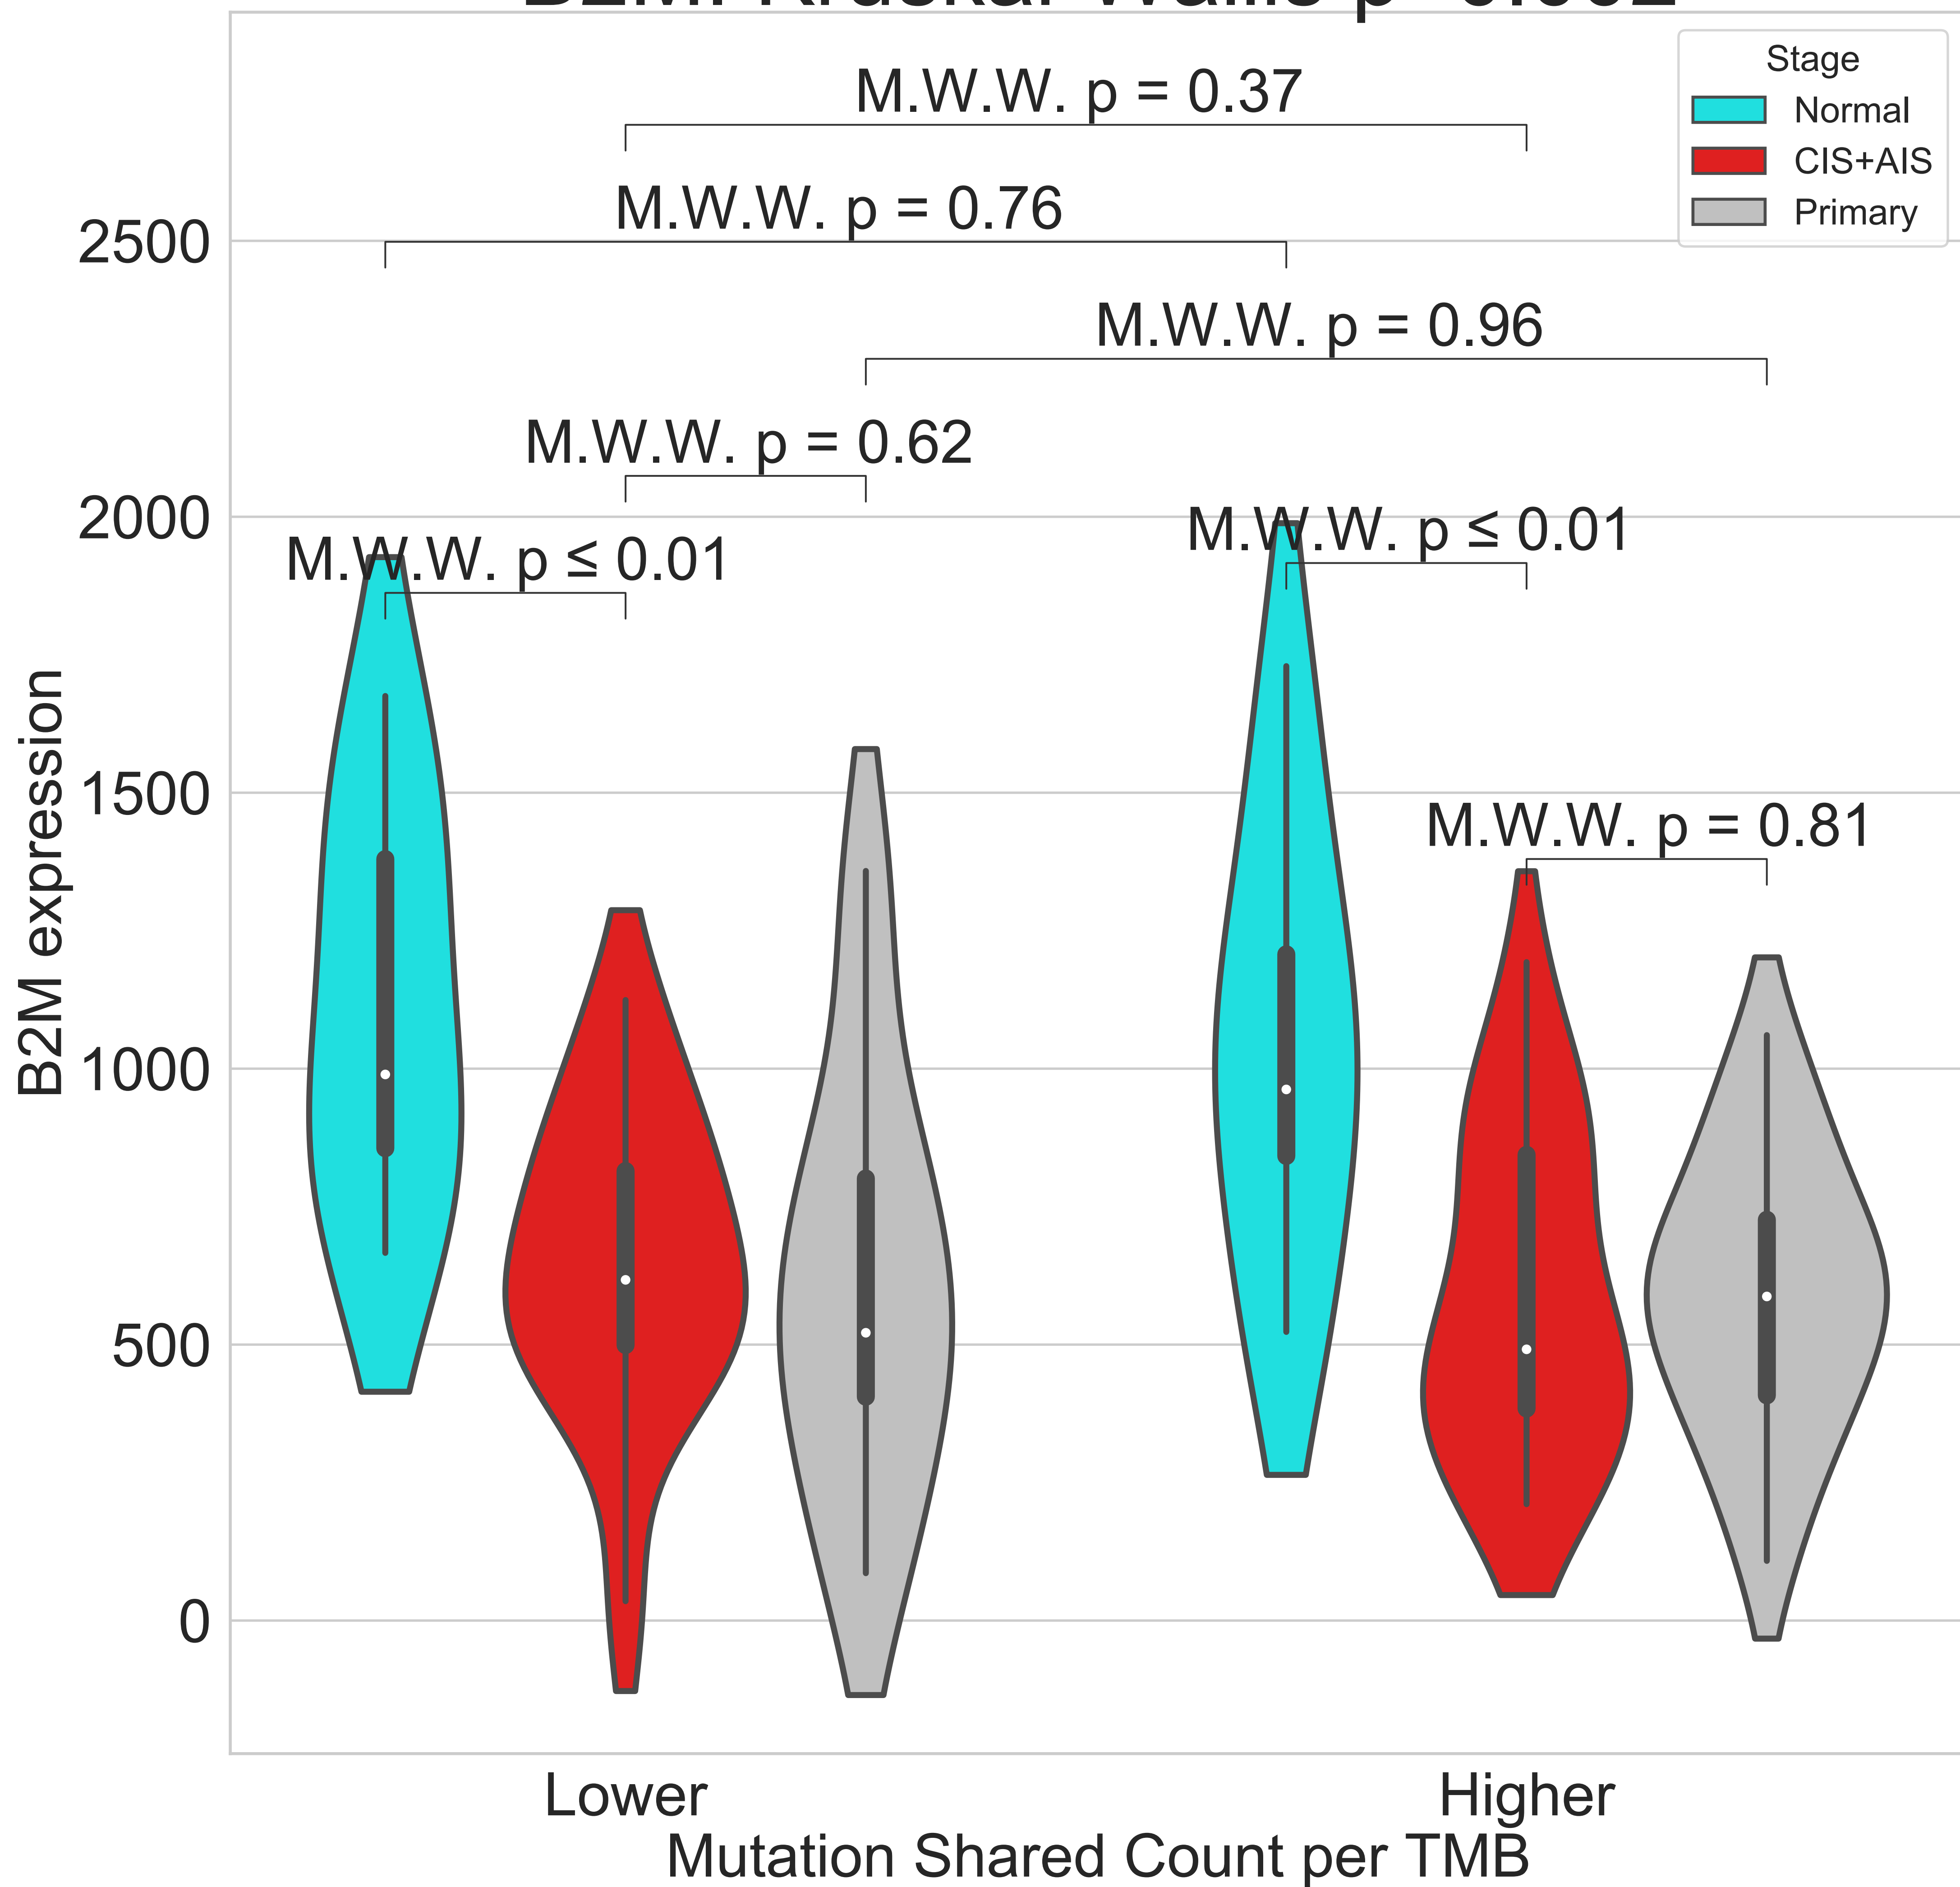 Stage
Normal
CIS+AIS
Primary
M.W.W. p = 0.37
M.W.W. p = 0.76
M.W.W. p = 0.96
M.W.W. p = 0.62
M.W.W. p ≤ 0.01
M.W.W. p ≤ 0.01
M.W.W. p = 0.81
B2M expression
2500
2000
1500
1000
500
0
Lower
Higher
Mutation Shared Count per TMB